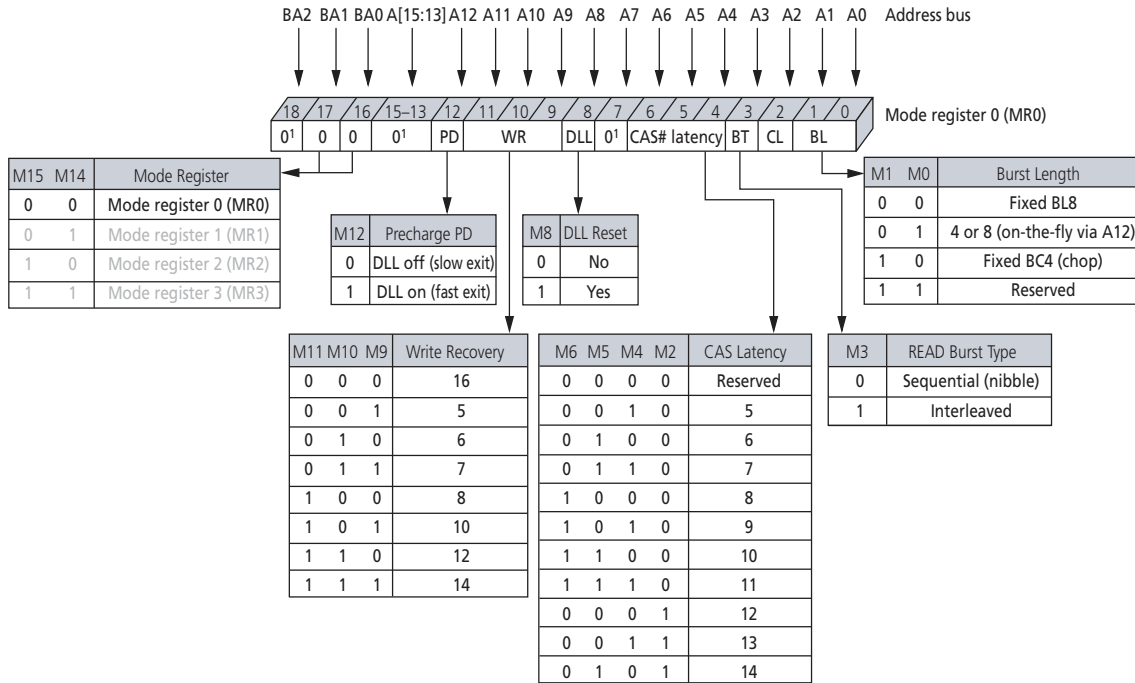 BA2 BA1 BA0 A[15:13] A12 A11 A10 A9 A8 A7 A6 A5 A4 A3 A2 A1 A0 Address bus
18 17 16 15–13 12 11 10 9 8 7 6 5 4 3 2 1 0
Mode register 0 (MR0)
0¹ 0 0 0¹ PD WR DLL 0¹ CAS# latency BT CL BL
M15 M14 Mode Register
0 0 Mode register 0 (MR0)
0 1 Mode register 1 (MR1)
1 0 Mode register 2 (MR2)
1 1 Mode register 3 (MR3)
M12 Precharge PD
0 DLL off (slow exit)
1 DLL on (fast exit)
M8 DLL Reset
0 No
1 Yes
M1 M0 Burst Length
0 0 Fixed BL8
0 1 4 or 8 (on-the-fly via A12)
1 0 Fixed BC4 (chop)
1 1 Reserved
M11 M10 M9 Write Recovery
0 0 0 16
0 0 1 5
0 1 0 6
0 1 1 7
1 0 0 8
1 0 1 10
1 1 0 12
1 1 1 14
M6 M5 M4 M2 CAS Latency
0 0 0 0 Reserved
0 0 1 0 5
0 1 0 0 6
0 1 1 0 7
1 0 0 0 8
1 0 1 0 9
1 1 0 0 10
1 1 1 0 11
0 0 0 1 12
0 0 1 1 13
0 1 0 1 14
M3 READ Burst Type
0 Sequential (nibble)
1 Interleaved